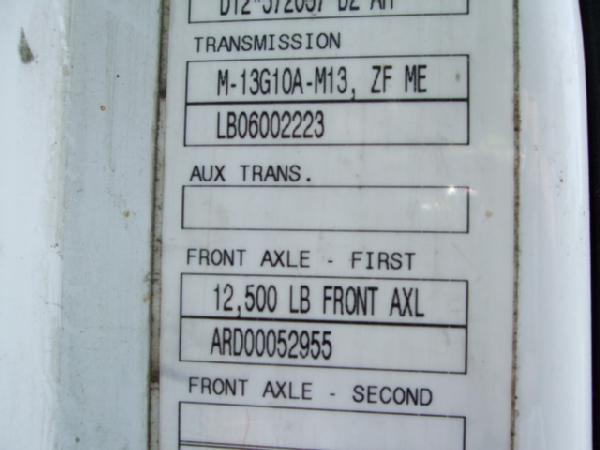 TRANSMISSION
M-13G10A-M13, ZF ME
LB06002223
AUX TRANS.
FRONT AXLE - FIRST
12,500 LB FRONT AXL
ARD00052955
FRONT AXLE - SECOND